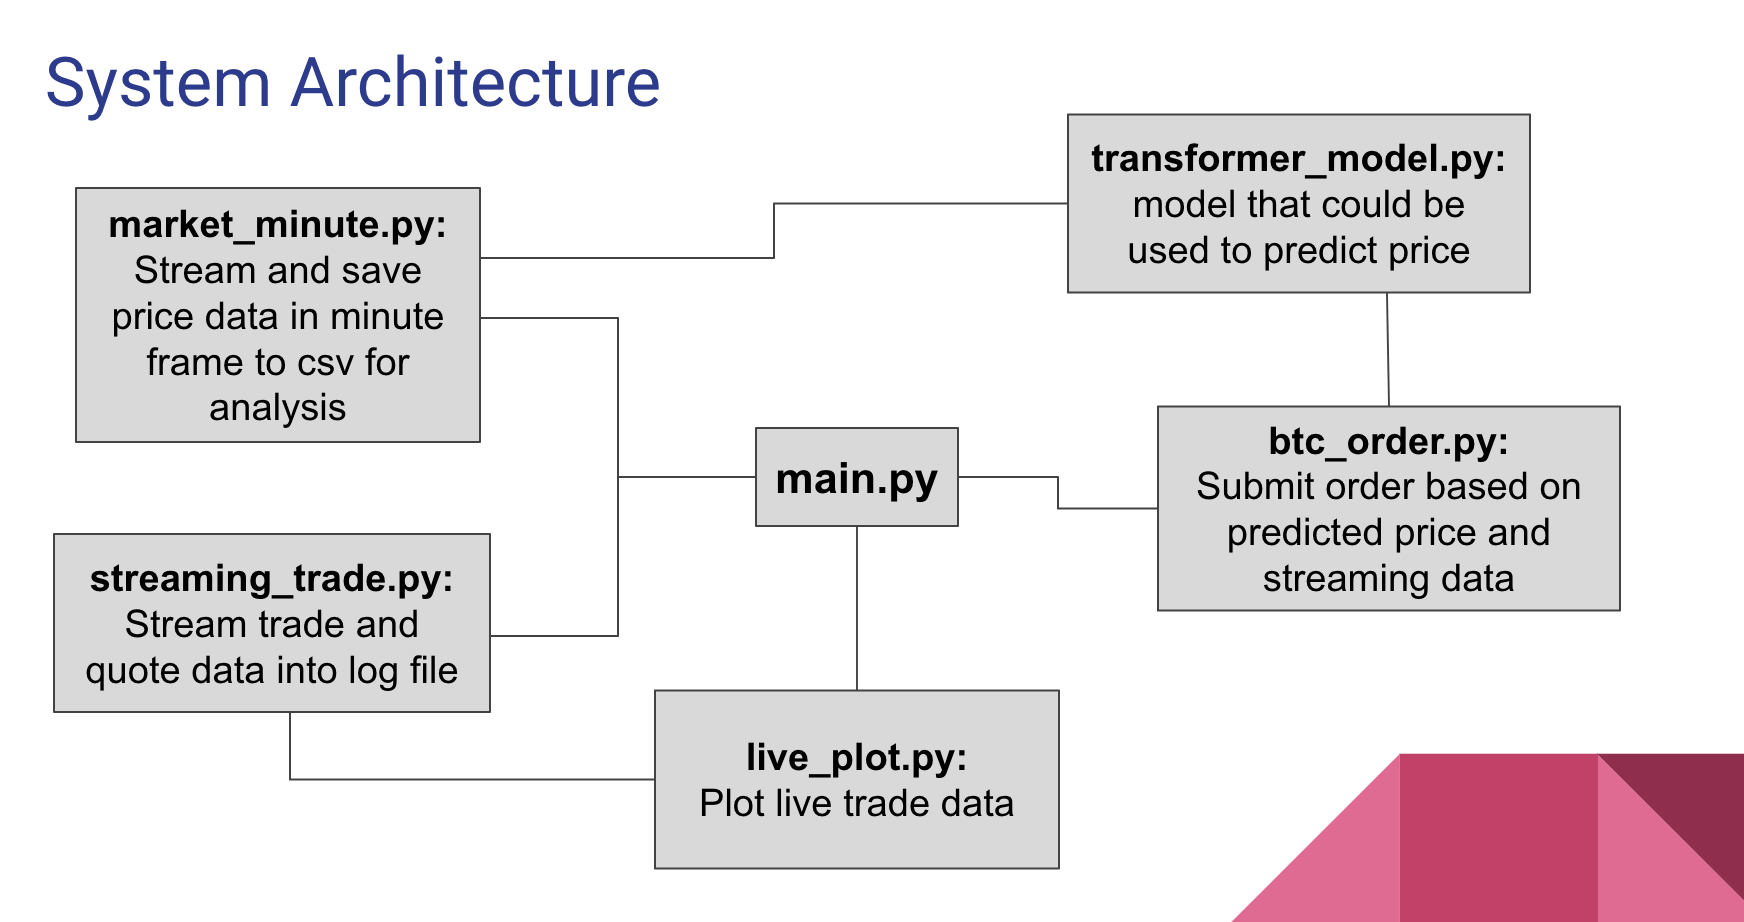 System Architecture
transformer_model.py:
model that could be
used to predict price
market_minute.py:
Stream and save
price data in minute
frame to csv for
analysis
main.py
btc_order.py:
Submit order based on
predicted price and
streaming data
streaming_trade.py:
Stream trade and
quote data into log file
live_plot.py:
Plot live trade data